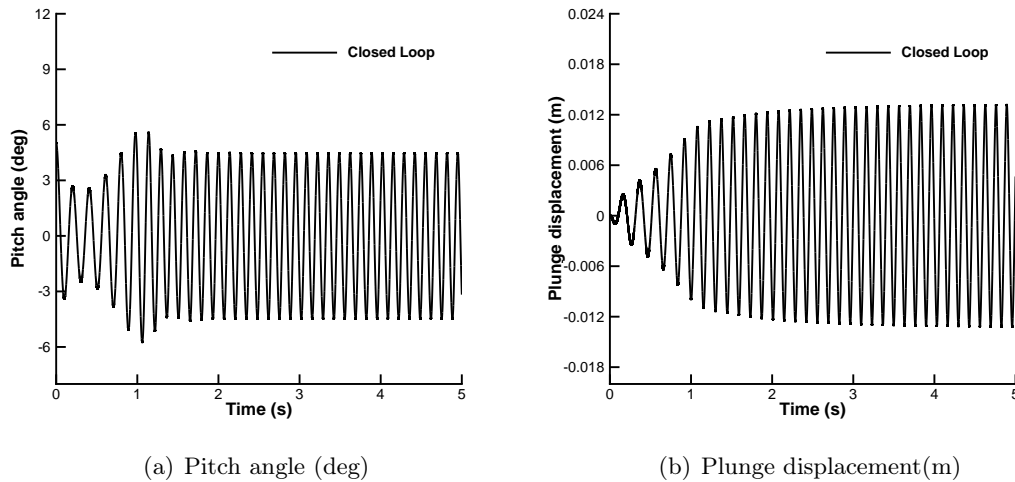 12
9
6
3
0
-3
-6
Pitch angle (deg)
Closed Loop
0 1 2 3 4 5
Time (s)
0.024
0.018
0.012
0.006
0
-0.006
-0.012
-0.018
Plunge displacement (m)
Closed Loop
0 1 2 3 4 5
Time (s)
(a) Pitch angle (deg)
(b) Plunge displacement(m)